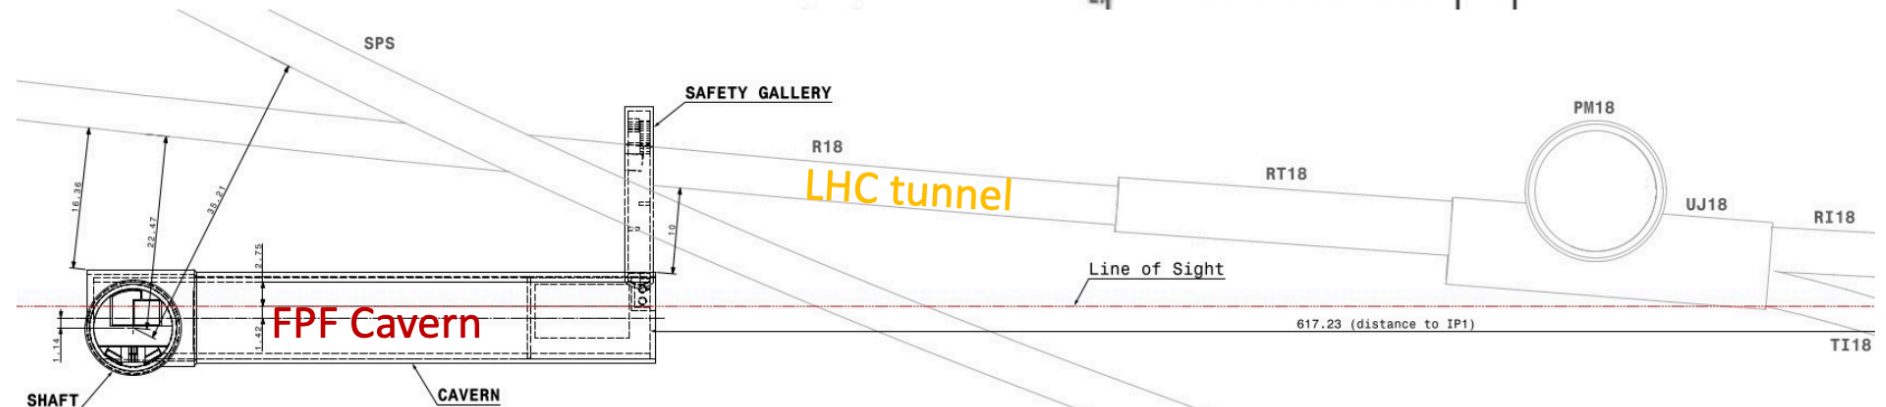 SPS
SAFETY GALLERY
PM18
R18
LHC tunnel
RT18
UJ18
RI18
16.36
22.47
35.21
10
2.75
Line of Sight
FPF Cavern
1.42
1.14
617.23 (distance to IP1)
TI18
SHAFT
CAVERN